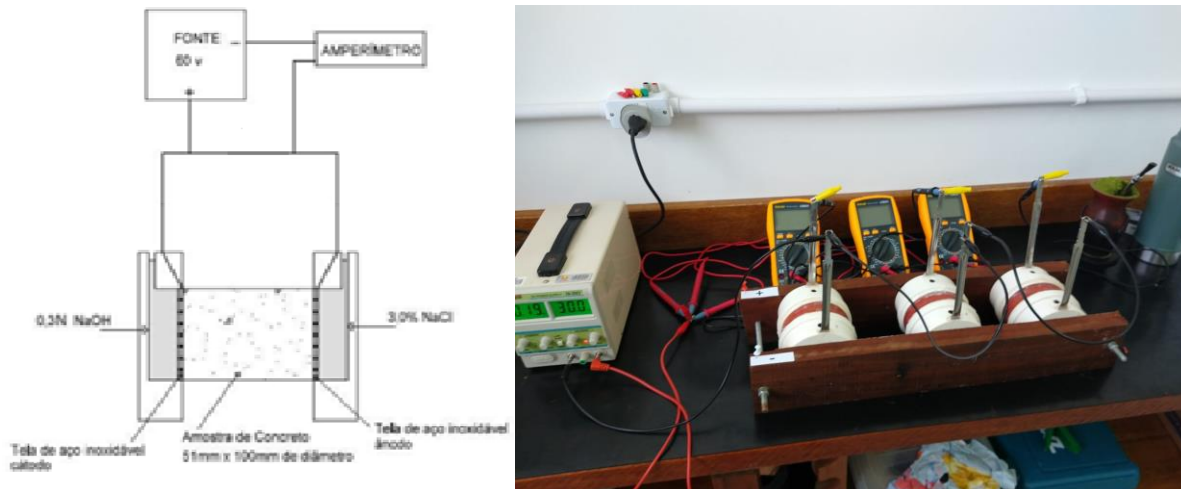 FONTE
60 v
AMPERÍMETRO
0,3N NaOH
3,0% NaCl
Tela de aço inoxidável
cátodo
Amostra de Concreto
51mm x 100mm de diâmetro
Tela de aço inoxidável
ânodo
30.0
+
-